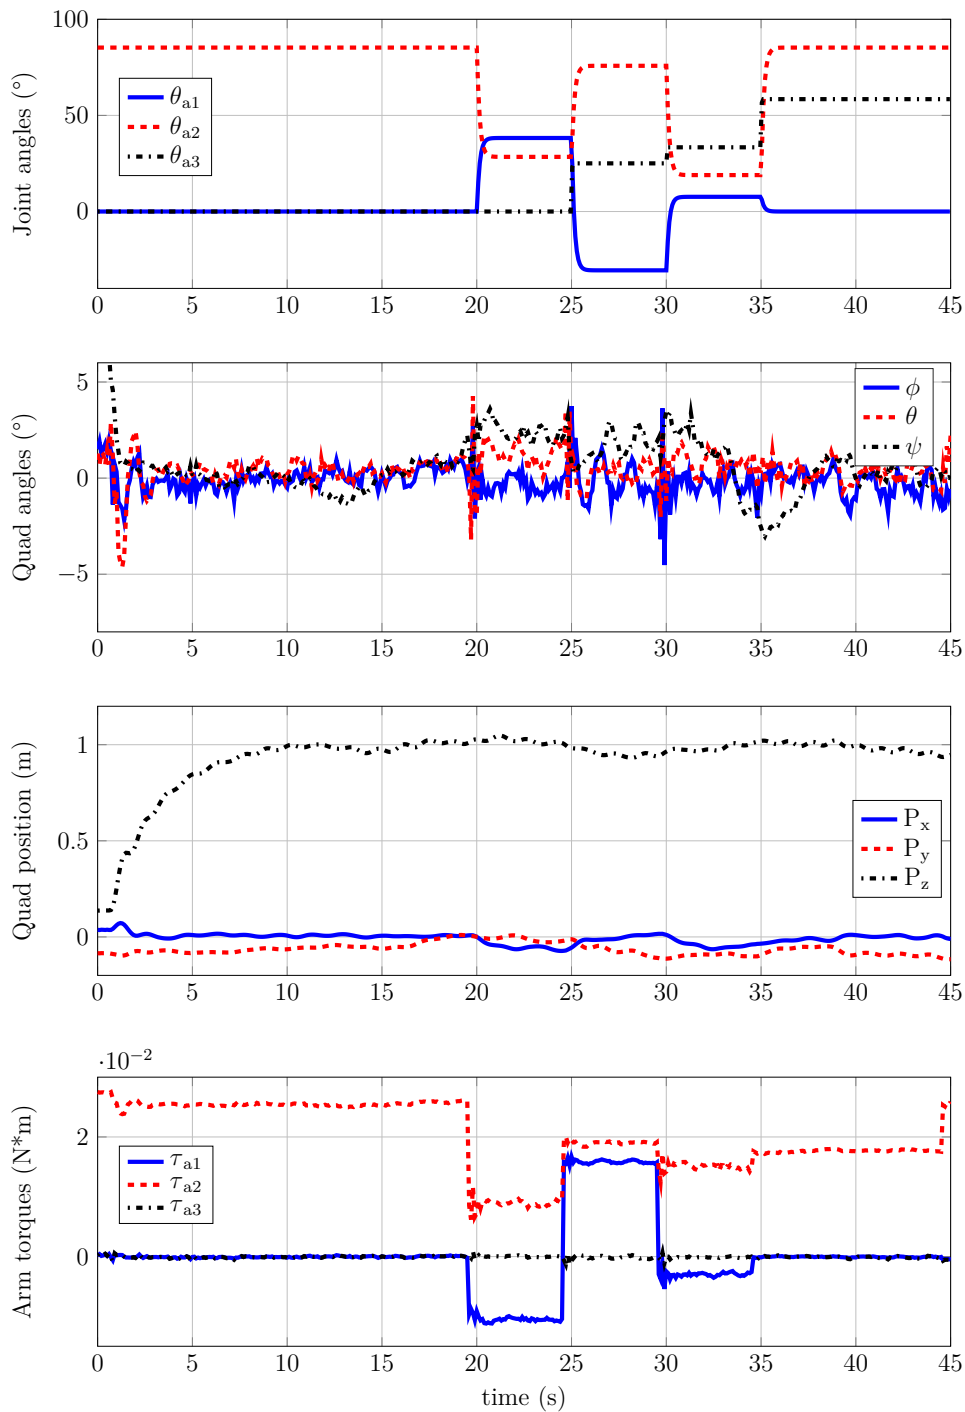 100
50
0
Joint angles (°)
θa1
θa2
θa3
0 5 10 15 20 25 30 35 40 45
5
0
−5
Quad angles (°)
ϕ
θ
ψ
0 5 10 15 20 25 30 35 40 45
1
0.5
0
Quad position (m)
Px
Py
Pz
0 5 10 15 20 25 30 35 40 45
·10−2
2
0
Arm torques (N*m)
τa1
τa2
τa3
0 5 10 15 20 25 30 35 40 45
time (s)